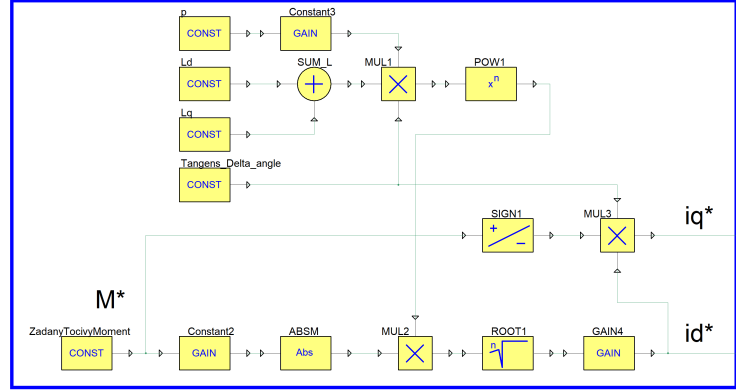 p
Constant3
CONST
GAIN
Ld
SUM_L
MUL1
POW1
CONST
+
x^n
Lq
CONST
Tangens_Delta_angle
CONST
SIGN1
MUL3
iq*
+
−
M*
ZadanyTocivyMoment
Constant2
ABSM
MUL2
ROOT1
GAIN4
id*
CONST
GAIN
Abs
n
GAIN